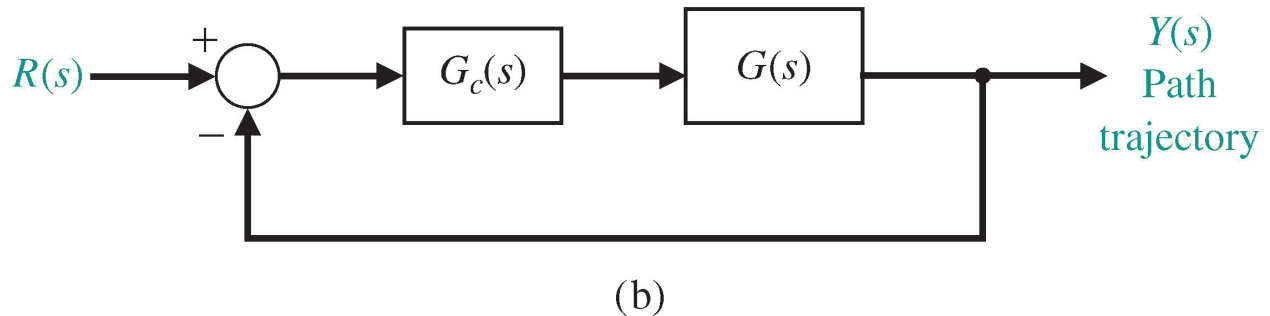 R(s)
+
−
G_c(s)
G(s)
Y(s)
Path
trajectory
(b)